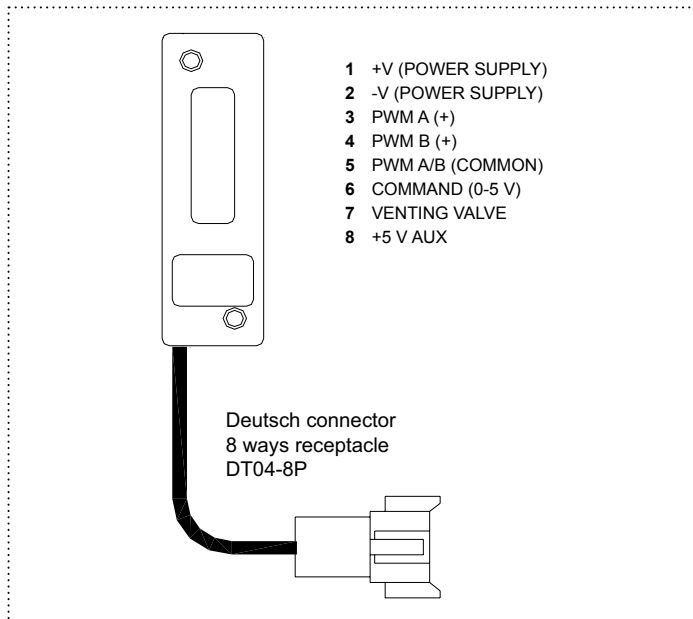 1 +V (POWER SUPPLY)
2 -V (POWER SUPPLY)
3 PWM A (+)
4 PWM B (+)
5 PWM A/B (COMMON)
6 COMMAND (0-5 V)
7 VENTING VALVE
8 +5 V AUX
Deutsch connector
8 ways receptacle
DT04-8P